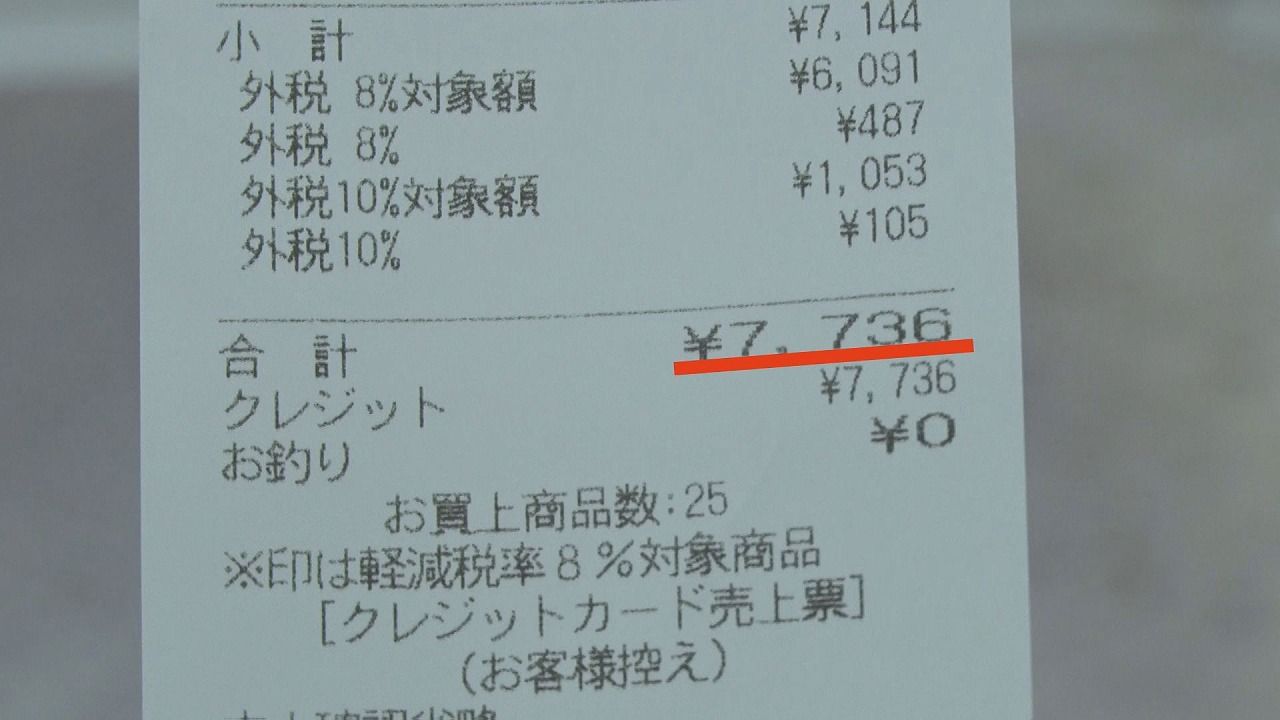 小 計 ¥7,144
外税 8%対象額 ¥6,091
外税 8% ¥487
外税10%対象額 ¥1,053
外税10% ¥105
合 計 ¥7,736
クレジット ¥7,736
お釣り ¥0
お買上商品数:25
※印は軽減税率8%対象商品
[クレジットカード売上票]
(お客様控え)